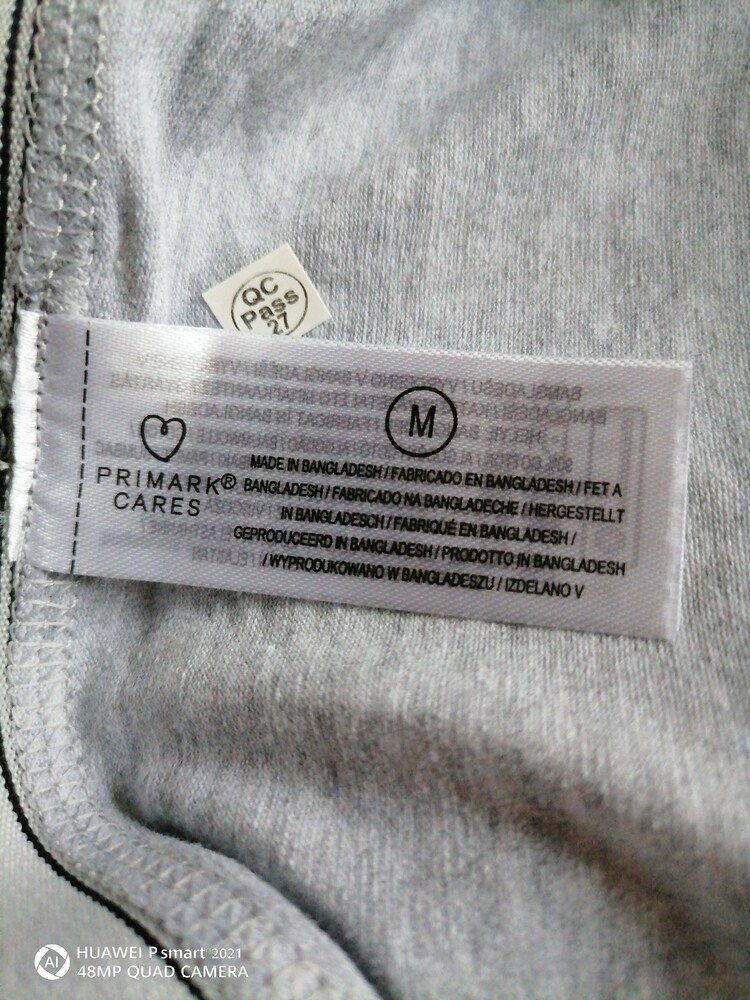 QC
Pass
27
M
PRIMARK®
CARES
MADE IN BANGLADESH / FABRICADO EN BANGLADESH / FET A
BANGLADESH / FABRICADO NA BANGLADECHE / HERGESTELLT
IN BANGLADESCH / FABRIQUÉ EN BANGLADESH /
GEPRODUCEERD IN BANGLADESH / PRODOTTO IN BANGLADESH
/ WYPRODUKOWANO W BANGLADESZU / IZDELANO V
AI
HUAWEI P smart 2021
48MP QUAD CAMERA